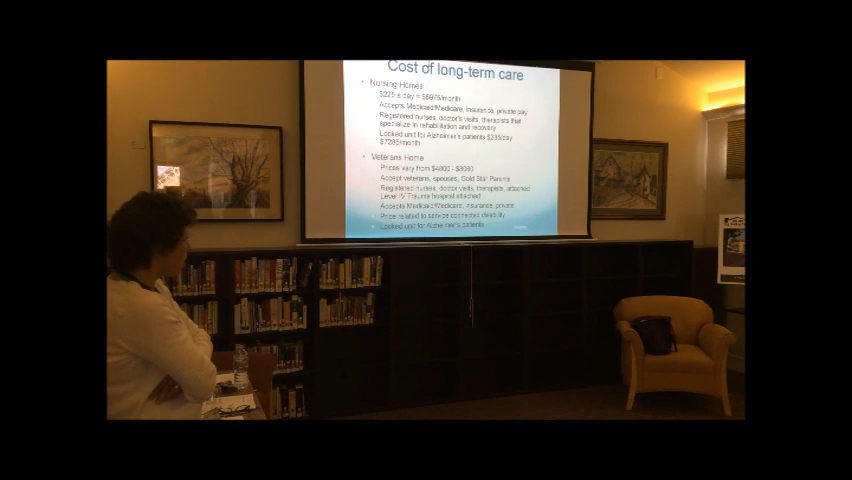 Cost of long-term care
Nursing Homes
$225 a day = $6975/month
Accepts Medicaid/Medicare, insurance, private pay
Registered nurses, doctor's visits, therapists that
specialize in rehabilitation and recovery
Locked unit for Alzheimer's patients $235/day
$7285/month
Veterans Home
Prices vary from $4800 - $8060
Accept veterans, spouses, Gold Star Parents
Registered nurses, doctor visits, therapists, attached
Level IV Trauma hospital attached
Accepts Medicaid/Medicare, insurance, private
Price related to service connected disability
Locked unit for Alzheimer's patients